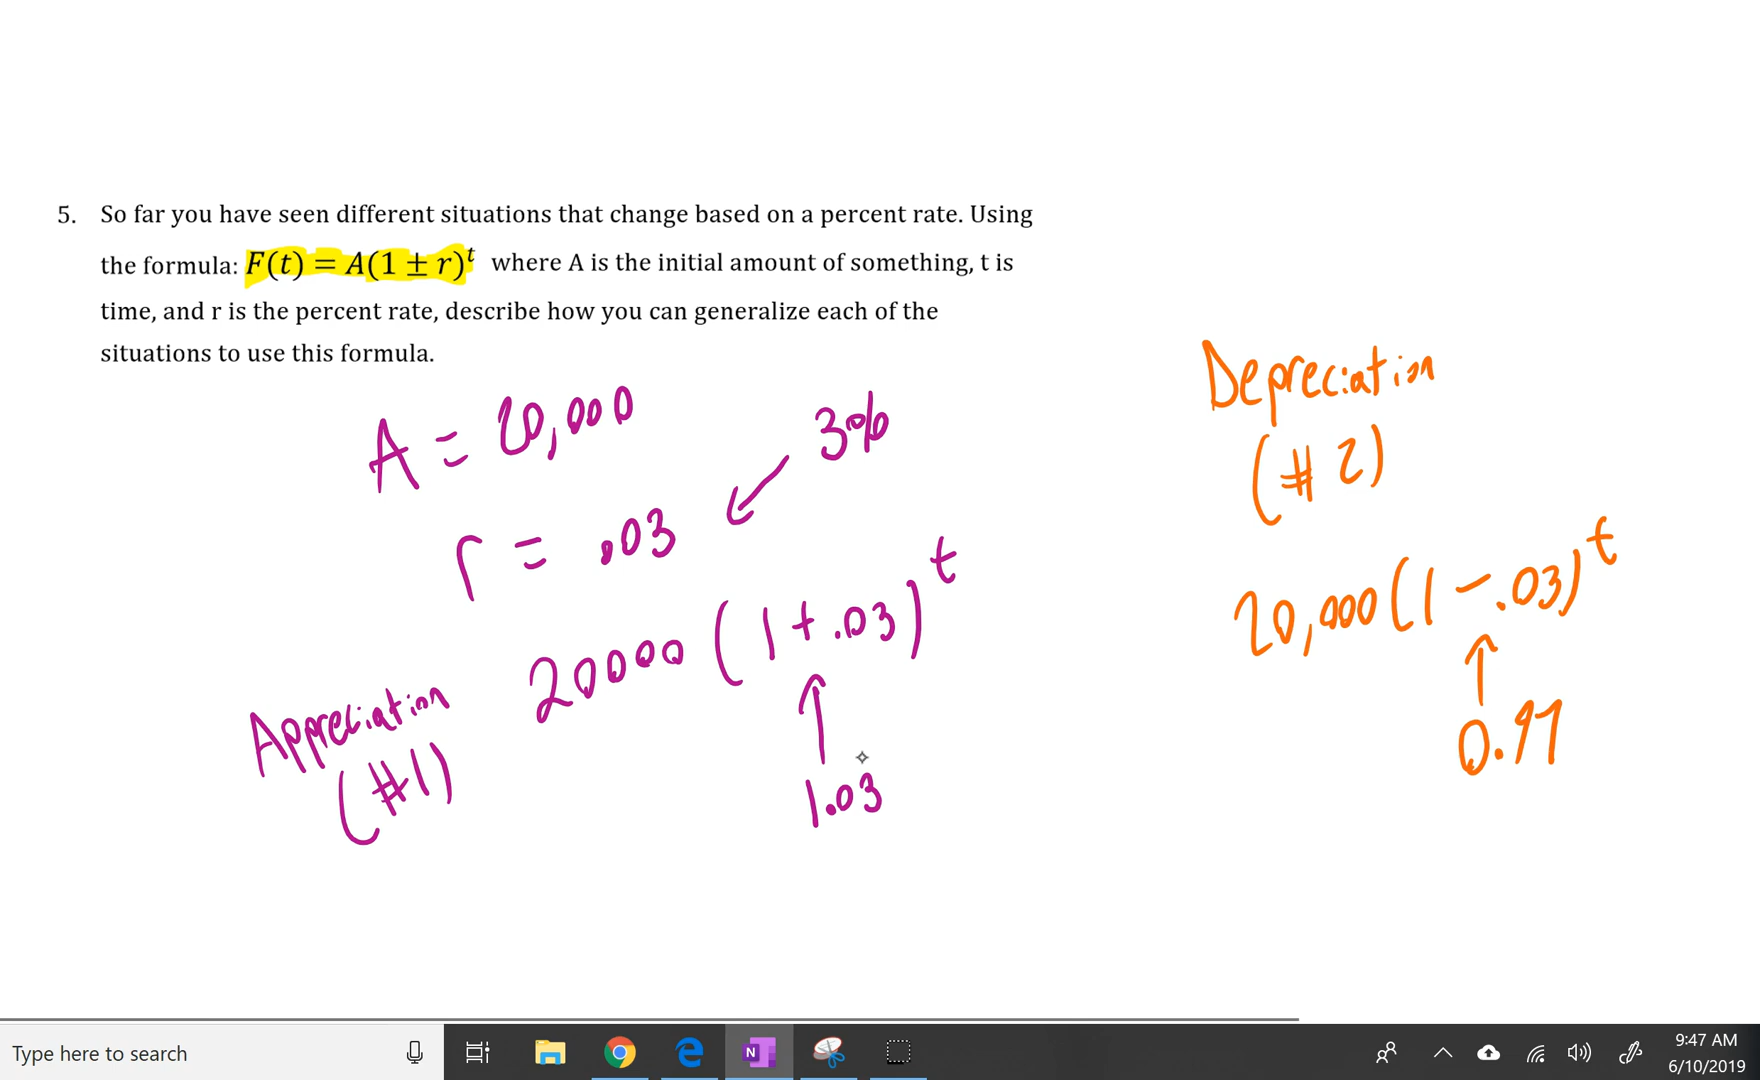 5. So far you have seen different situations that change based on a percent rate. Using
the formula: F(t) = A(1 ± r)^t where A is the initial amount of something, t is
time, and r is the percent rate, describe how you can generalize each of the
situations to use this formula.
A = 20,000
3%
r = .03
20000 (1 + .03)^t
1.03
Appreciation
(#1)
Depreciation
(#2)
20,000 (1 - .03)^t
0.97
Type here to search
9:47 AM
6/10/2019